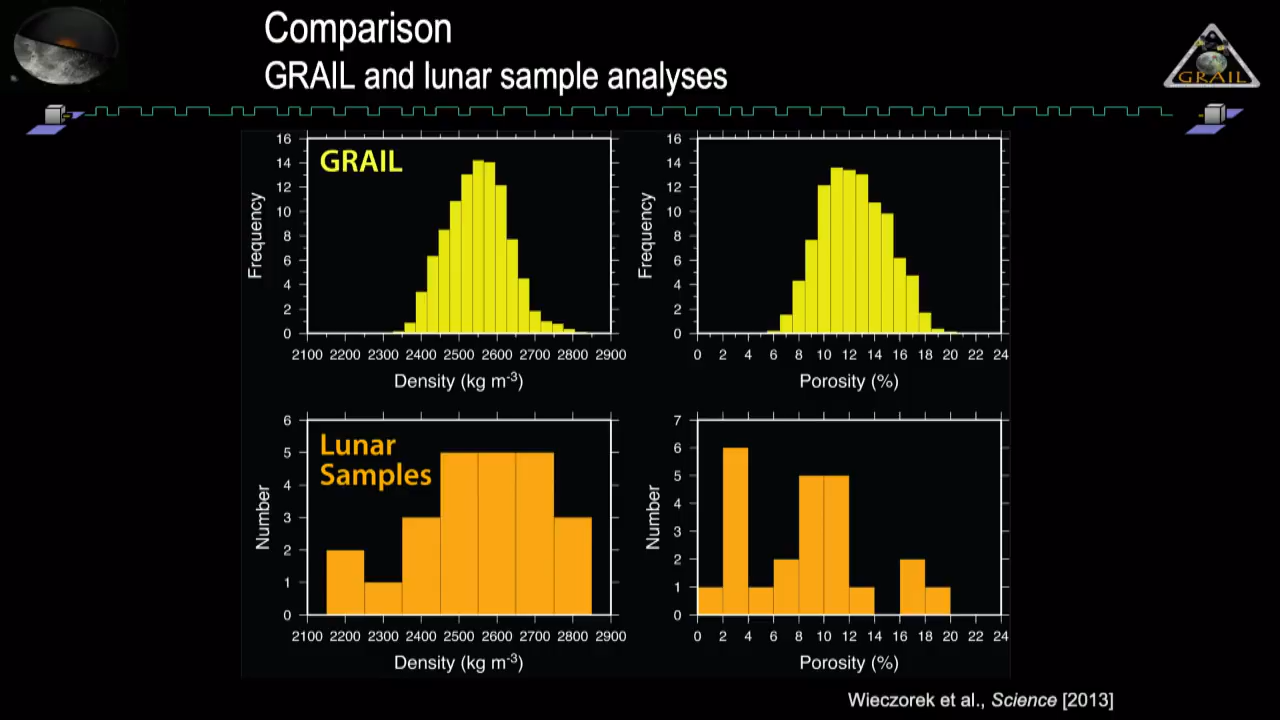 Comparison
GRAIL and lunar sample analyses
GRAIL
16
14
12
10
8
6
4
2
0
Frequency
GRAIL
2100 2200 2300 2400 2500 2600 2700 2800 2900
Density (kg m⁻³)
16
14
12
10
8
6
4
2
0
Frequency
0 2 4 6 8 10 12 14 16 18 20 22 24
Porosity (%)
6
5
4
3
2
1
0
Number
Lunar
Samples
2100 2200 2300 2400 2500 2600 2700 2800 2900
Density (kg m⁻³)
7
6
5
4
3
2
1
0
Number
0 2 4 6 8 10 12 14 16 18 20 22 24
Porosity (%)
Wieczorek et al., Science [2013]